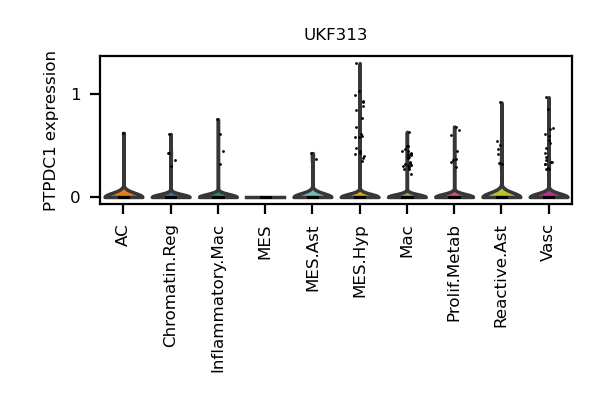 UKF313
PTPDC1 expression
1
0
AC
Chromatin.Reg
Inflammatory.Mac
MES
MES.Ast
MES.Hyp
Mac
Prolif.Metab
Reactive.Ast
Vasc